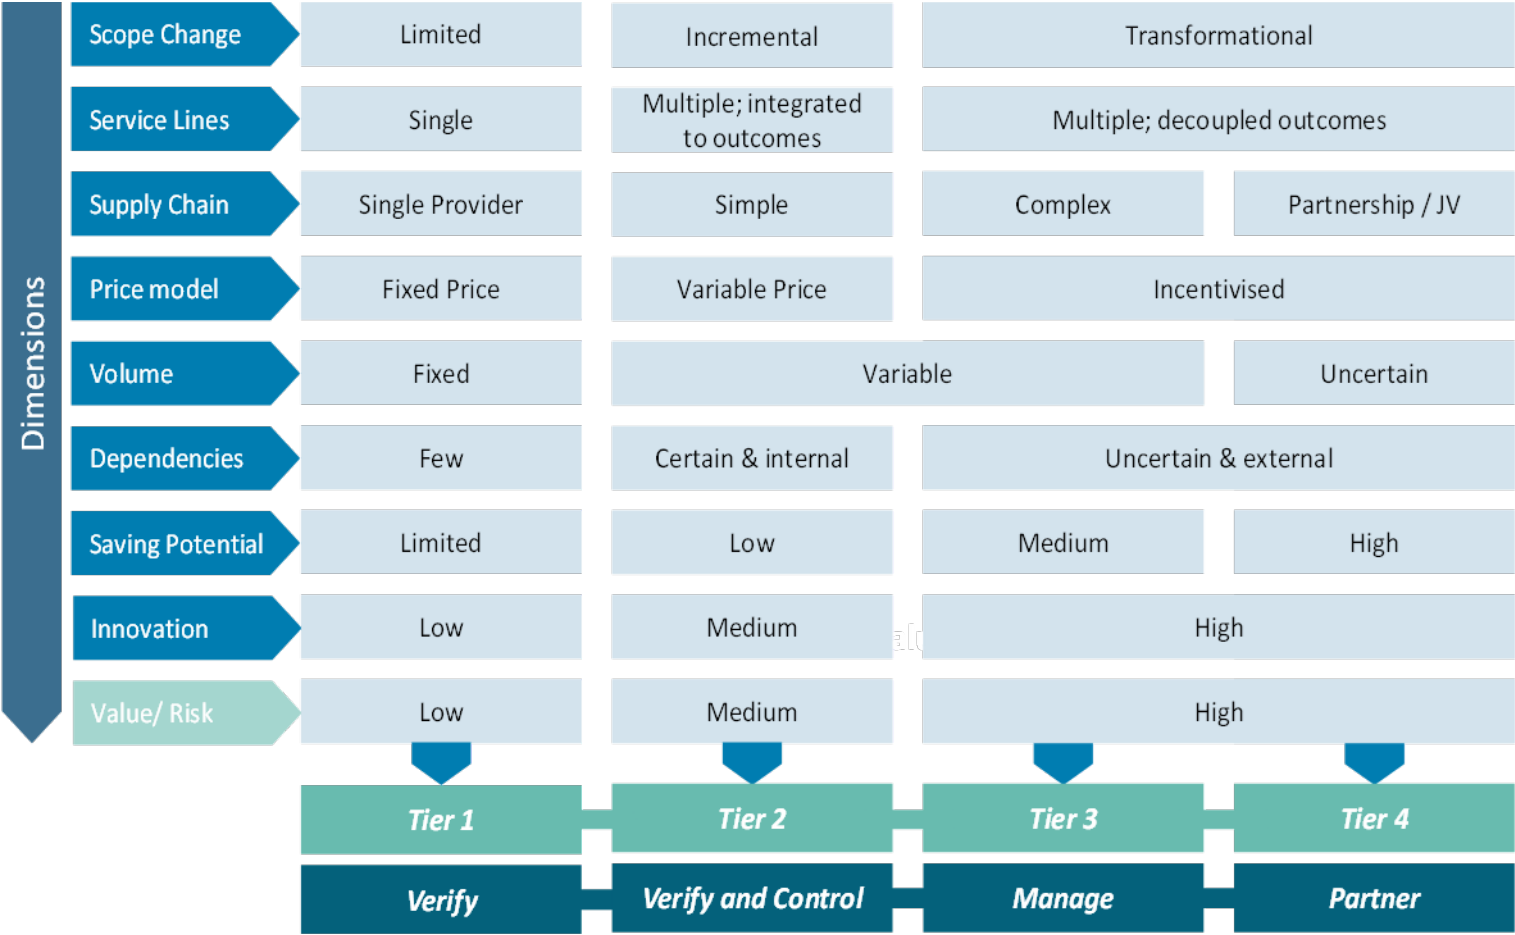 Dimensions
Scope Change
Limited
Incremental
Transformational
Service Lines
Single
Multiple; integrated
to outcomes
Multiple; decoupled outcomes
Supply Chain
Single Provider
Simple
Complex
Partnership / JV
Price model
Fixed Price
Variable Price
Incentivised
Volume
Fixed
Variable
Uncertain
Dependencies
Few
Certain & internal
Uncertain & external
Saving Potential
Limited
Low
Medium
High
Innovation
Low
Medium
High
Value/ Risk
Low
Medium
High
Tier 1
Tier 2
Tier 3
Tier 4
Verify
Verify and Control
Manage
Partner